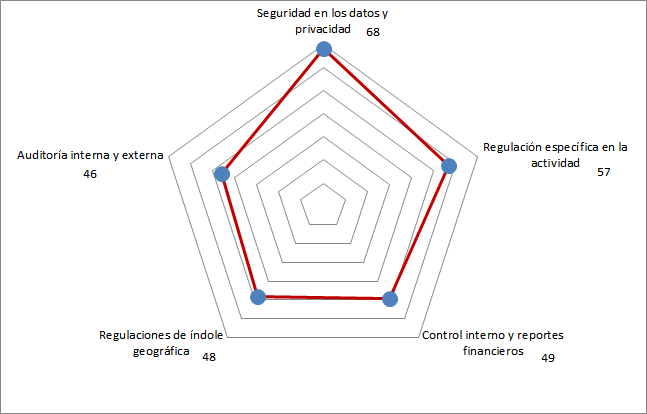 Seguridad en los datos y
privacidad 68
Regulación específica en la
actividad 57
Auditoría interna y externa
46
Regulaciones de índole
geográfica 48
Control interno y reportes
financieros 49